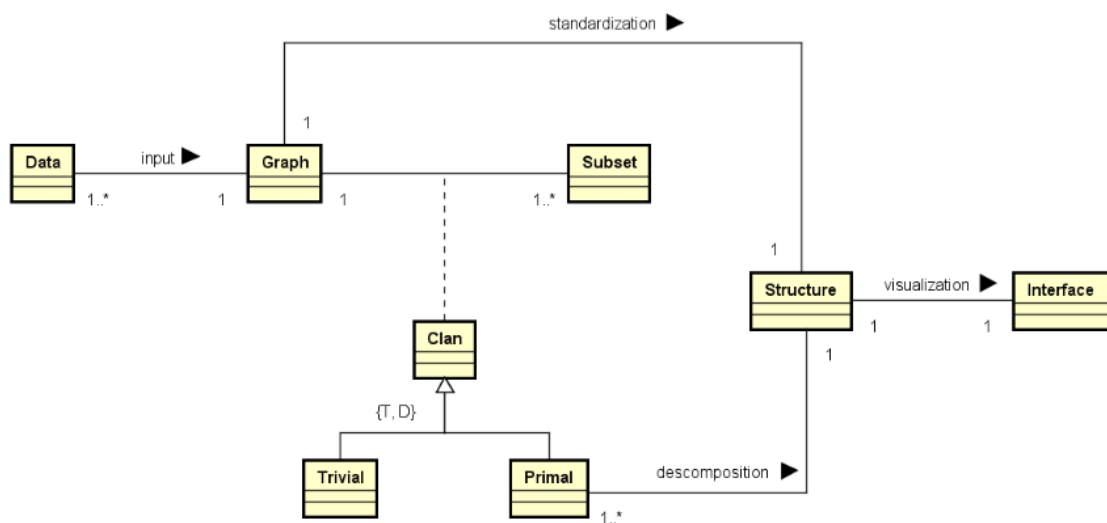 standardization
1
Data
input
Graph
Subset
1..*
1
1
1..*
1
Structure
visualization
Interface
1
1
1
Clan
{T, D}
Trivial
Primal
descomposition
1..*